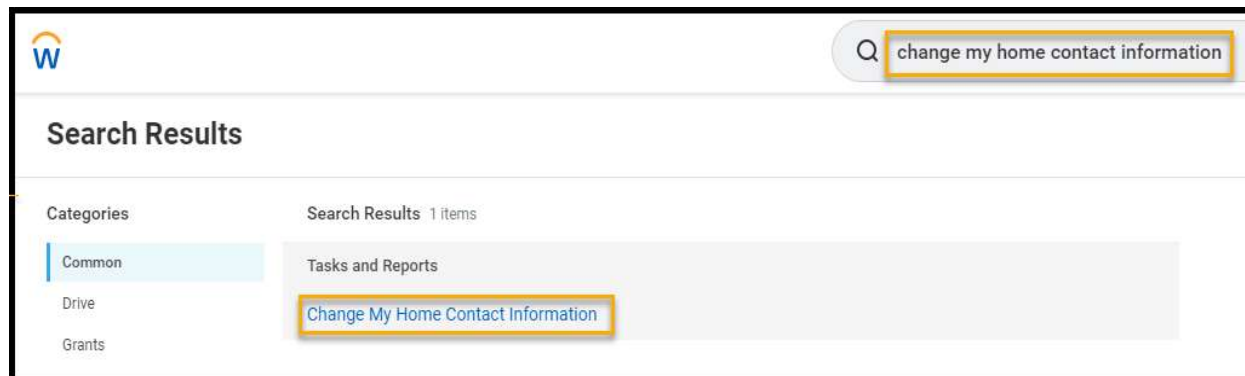 W
change my home contact information
Search Results
Categories
Search Results 1 items
Common
Tasks and Reports
Drive
Change My Home Contact Information
Grants